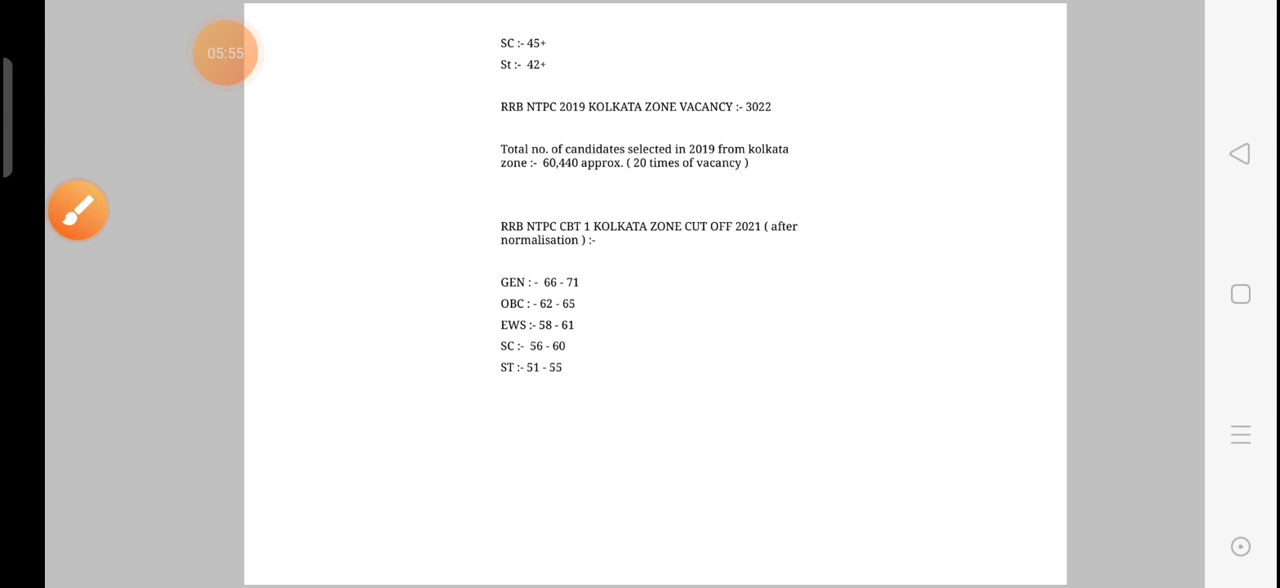 05:55
SC :- 45+
St :- 42+
RRB NTPC 2019 KOLKATA ZONE VACANCY :- 3022
Total no. of candidates selected in 2019 from kolkata
zone :- 60,440 approx. ( 20 times of vacancy )
RRB NTPC CBT 1 KOLKATA ZONE CUT OFF 2021 ( after
normalisation ) :-
GEN : - 66 - 71
OBC : - 62 - 65
EWS :- 58 - 61
SC :- 56 - 60
ST :- 51 - 55